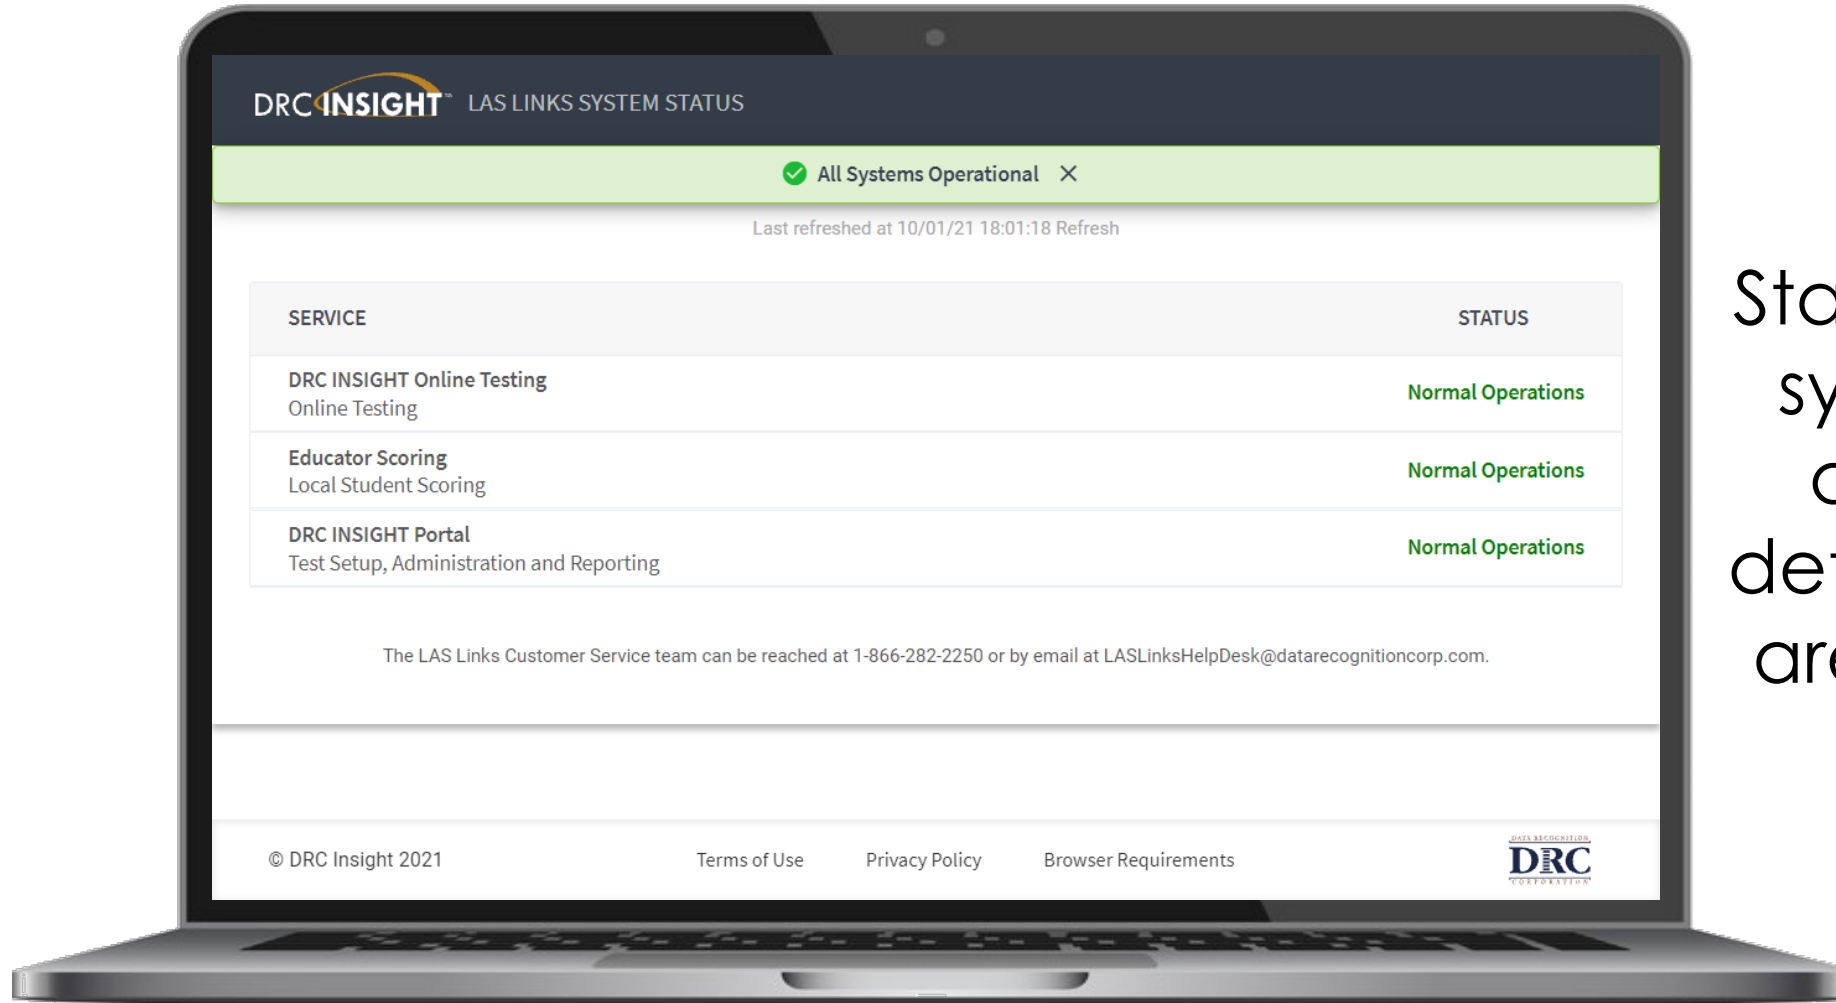 DRC INSIGHT™ LAS LINKS SYSTEM STATUS
All Systems Operational ×
Last refreshed at 10/01/21 18:01:18 Refresh
SERVICE STATUS
DRC INSIGHT Online Testing
Online Testing
Normal Operations
Educator Scoring
Local Student Scoring
Normal Operations
DRC INSIGHT Portal
Test Setup, Administration and Reporting
Normal Operations
The LAS Links Customer Service team can be reached at 1-866-282-2250 or by email at LASLinksHelpDesk@datarecognitioncorp.com.
© DRC Insight 2021 Terms of Use Privacy Policy Browser Requirements
DATA RECOGNITION
DRC
CORPORATION